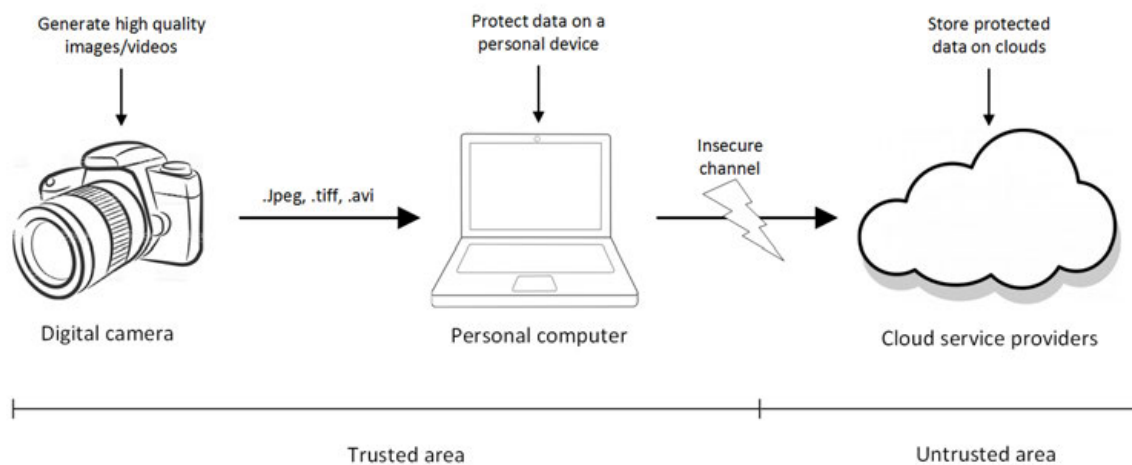 Generate high quality
images/videos
Protect data on a
personal device
Store protected
data on clouds
Insecure
channel
.Jpeg, .tiff, .avi
Digital camera
Personal computer
Cloud service providers
Trusted area
Untrusted area